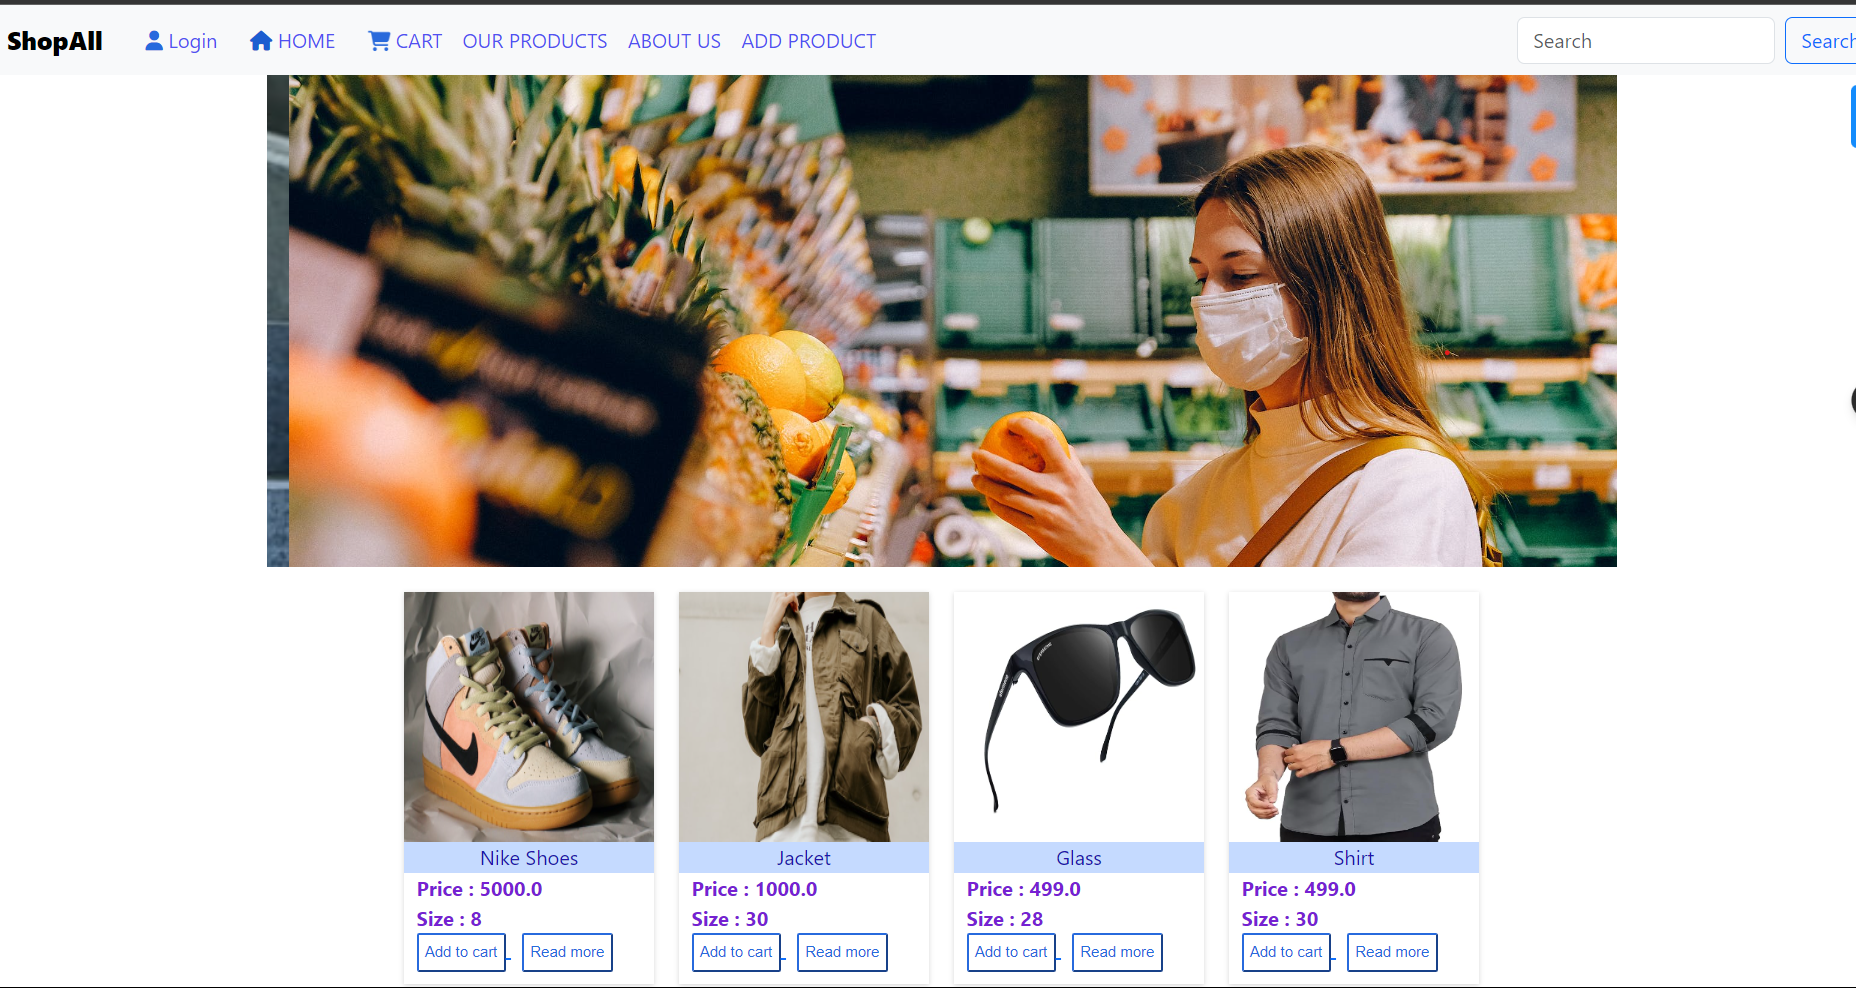 ShopAll Login HOME CART OUR PRODUCTS ABOUT US ADD PRODUCT Search Search
Nike Shoes
Price : 5000.0
Size : 8
Add to cart Read more
Jacket
Price : 1000.0
Size : 30
Add to cart Read more
Glass
Price : 499.0
Size : 28
Add to cart Read more
Shirt
Price : 499.0
Size : 30
Add to cart Read more